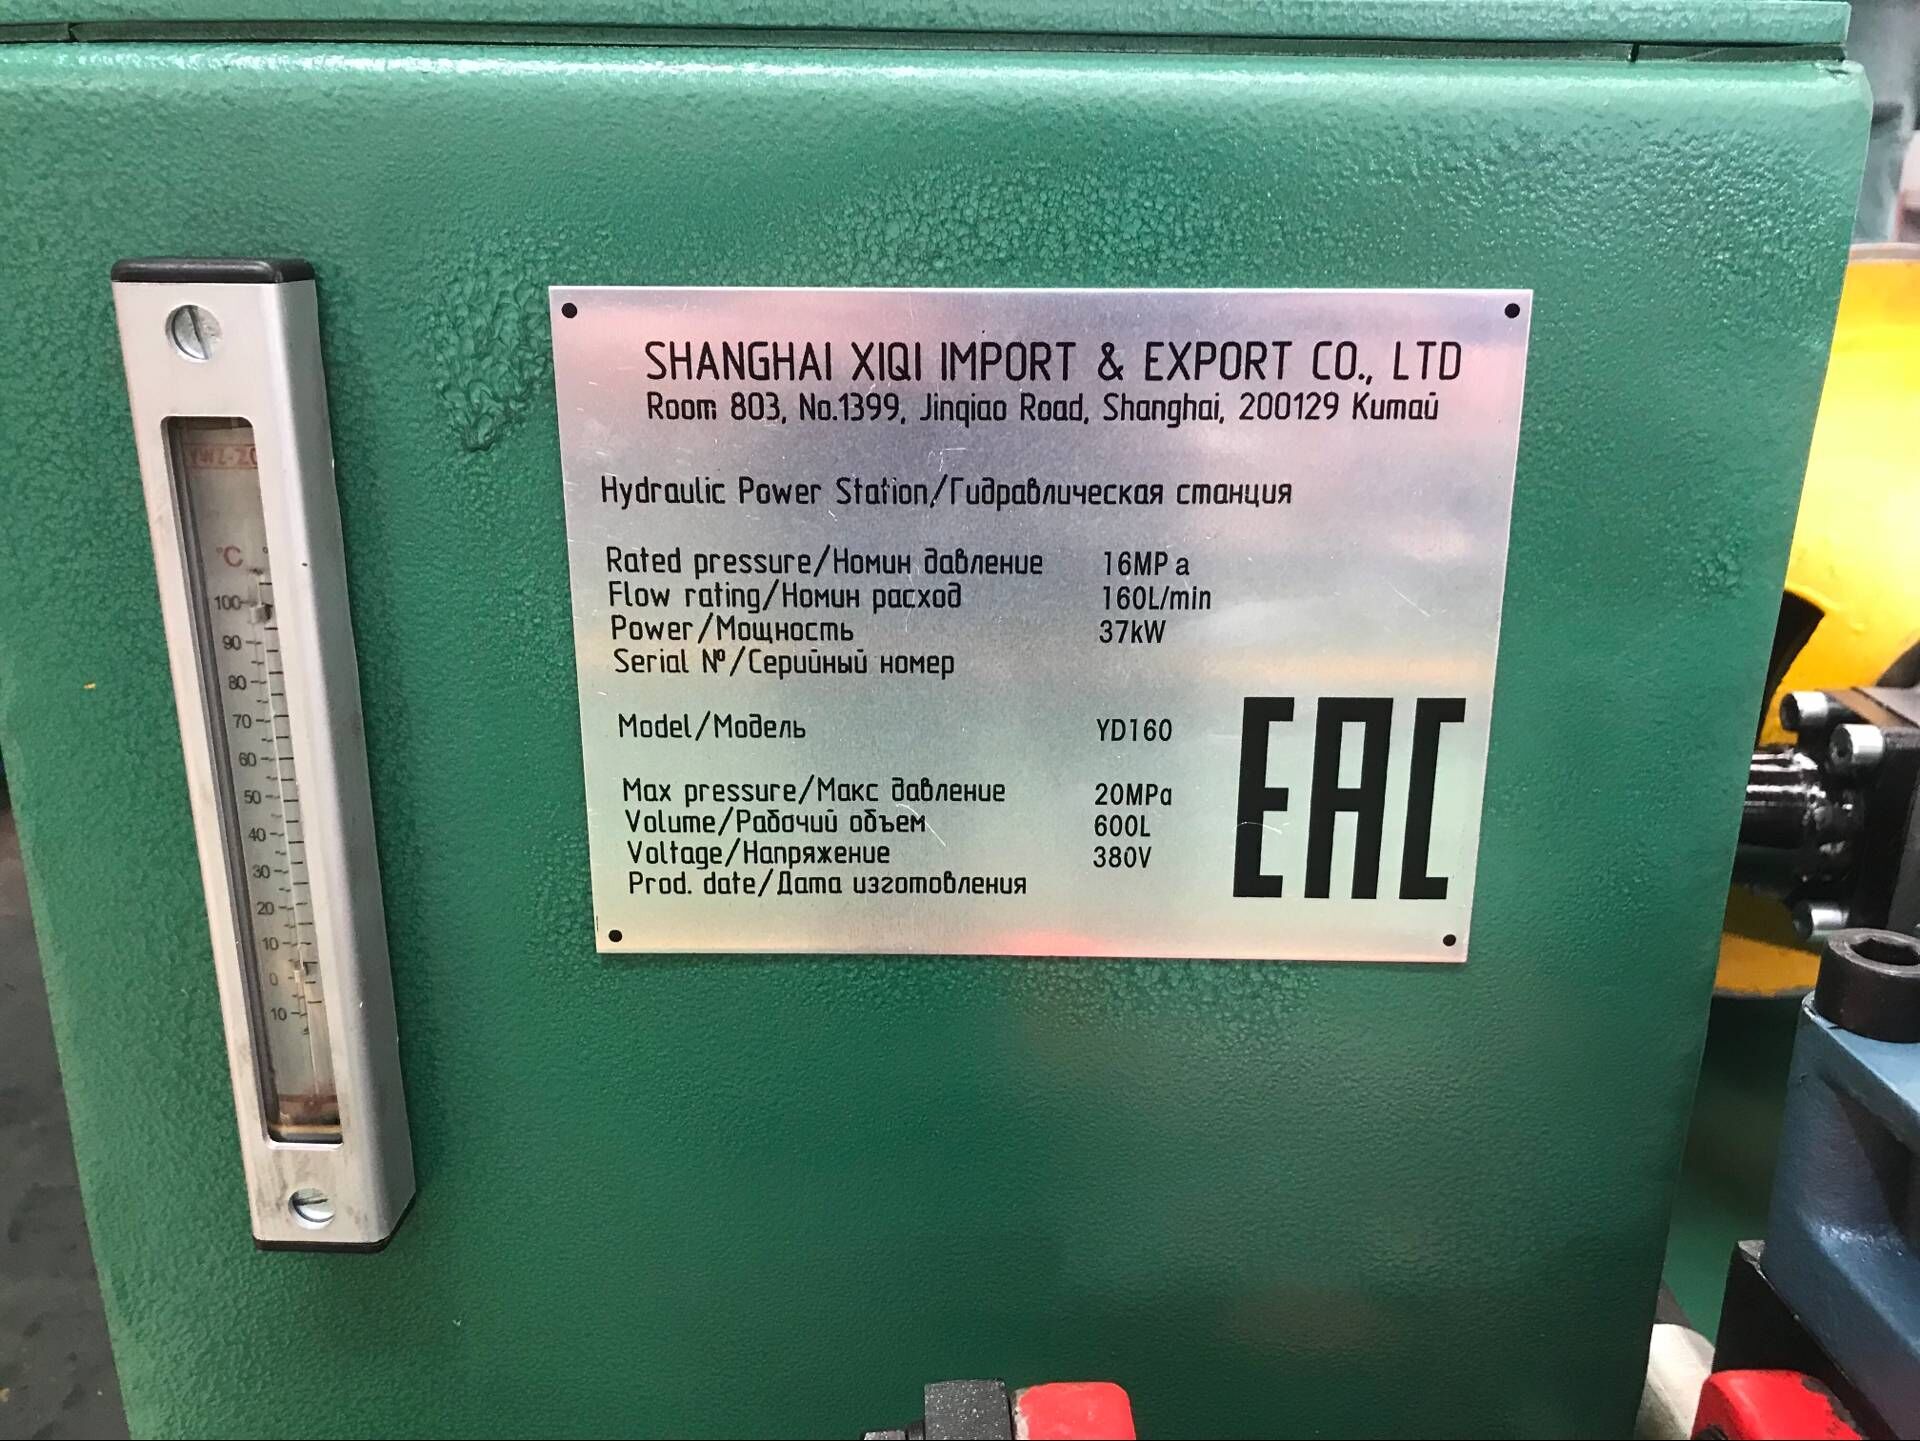 SHANGHAI XIQI IMPORT & EXPORT CO., LTD
Room 803, No.1399, Jinqiao Road, Shanghai, 200129 Китай
Hydraulic Power Station/Гидравлическая станция
Rated pressure/Номин давление 16MPa
Flow rating/Номин расход 160L/min
Power/Мощность 37kW
Serial №/Серийный номер
Model/Модель YD160
Max pressure/Макс давление 20MPa
Volume/Рабочий объем 600L
Voltage/Напряжение 380V
Prod. date/Дата изготовления
EAC
°C
100
90
80
70
60
50
40
30
20
10
0
10